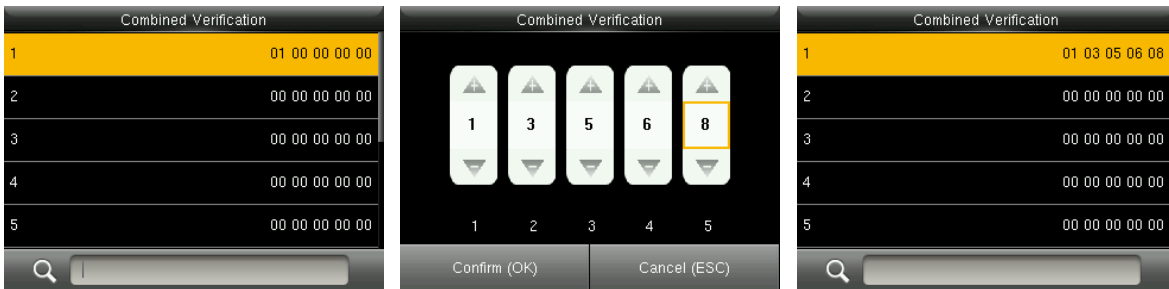 Combined Verification
1 01 00 00 00 00
2 00 00 00 00 00
3 00 00 00 00 00
4 00 00 00 00 00
5 00 00 00 00 00
Combined Verification
1 3 5 6 8
1 2 3 4 5
Confirm (OK) Cancel (ESC)
Combined Verification
1 01 03 05 06 08
2 00 00 00 00 00
3 00 00 00 00 00
4 00 00 00 00 00
5 00 00 00 00 00